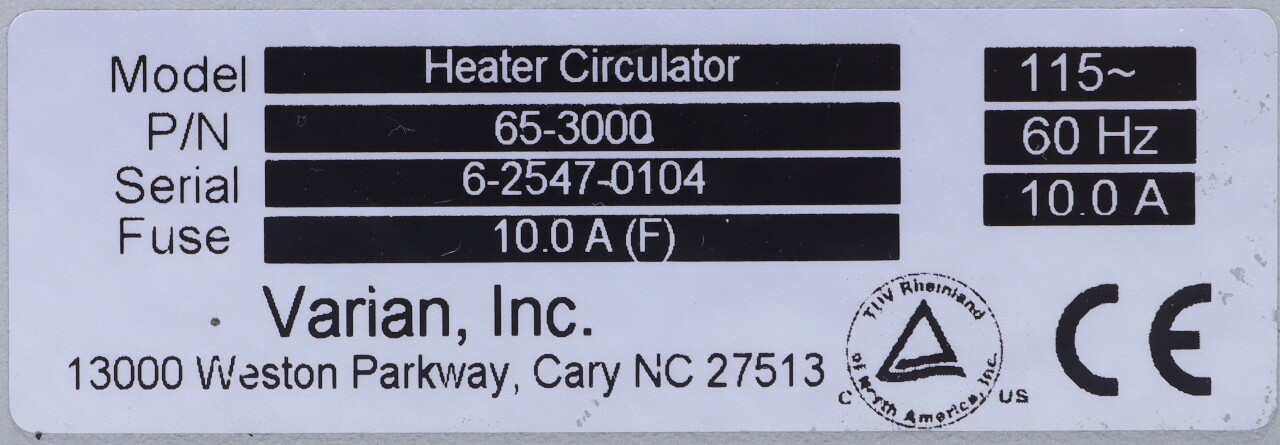 Model Heater Circulator 115~
P/N 65-3000 60 Hz
Serial 6-2547-0104 10.0 A
Fuse 10.0 A (F)
Varian, Inc.
13000 Weston Parkway, Cary NC 27513
TÜV Rheinland
of North America, Inc.
C US
CE